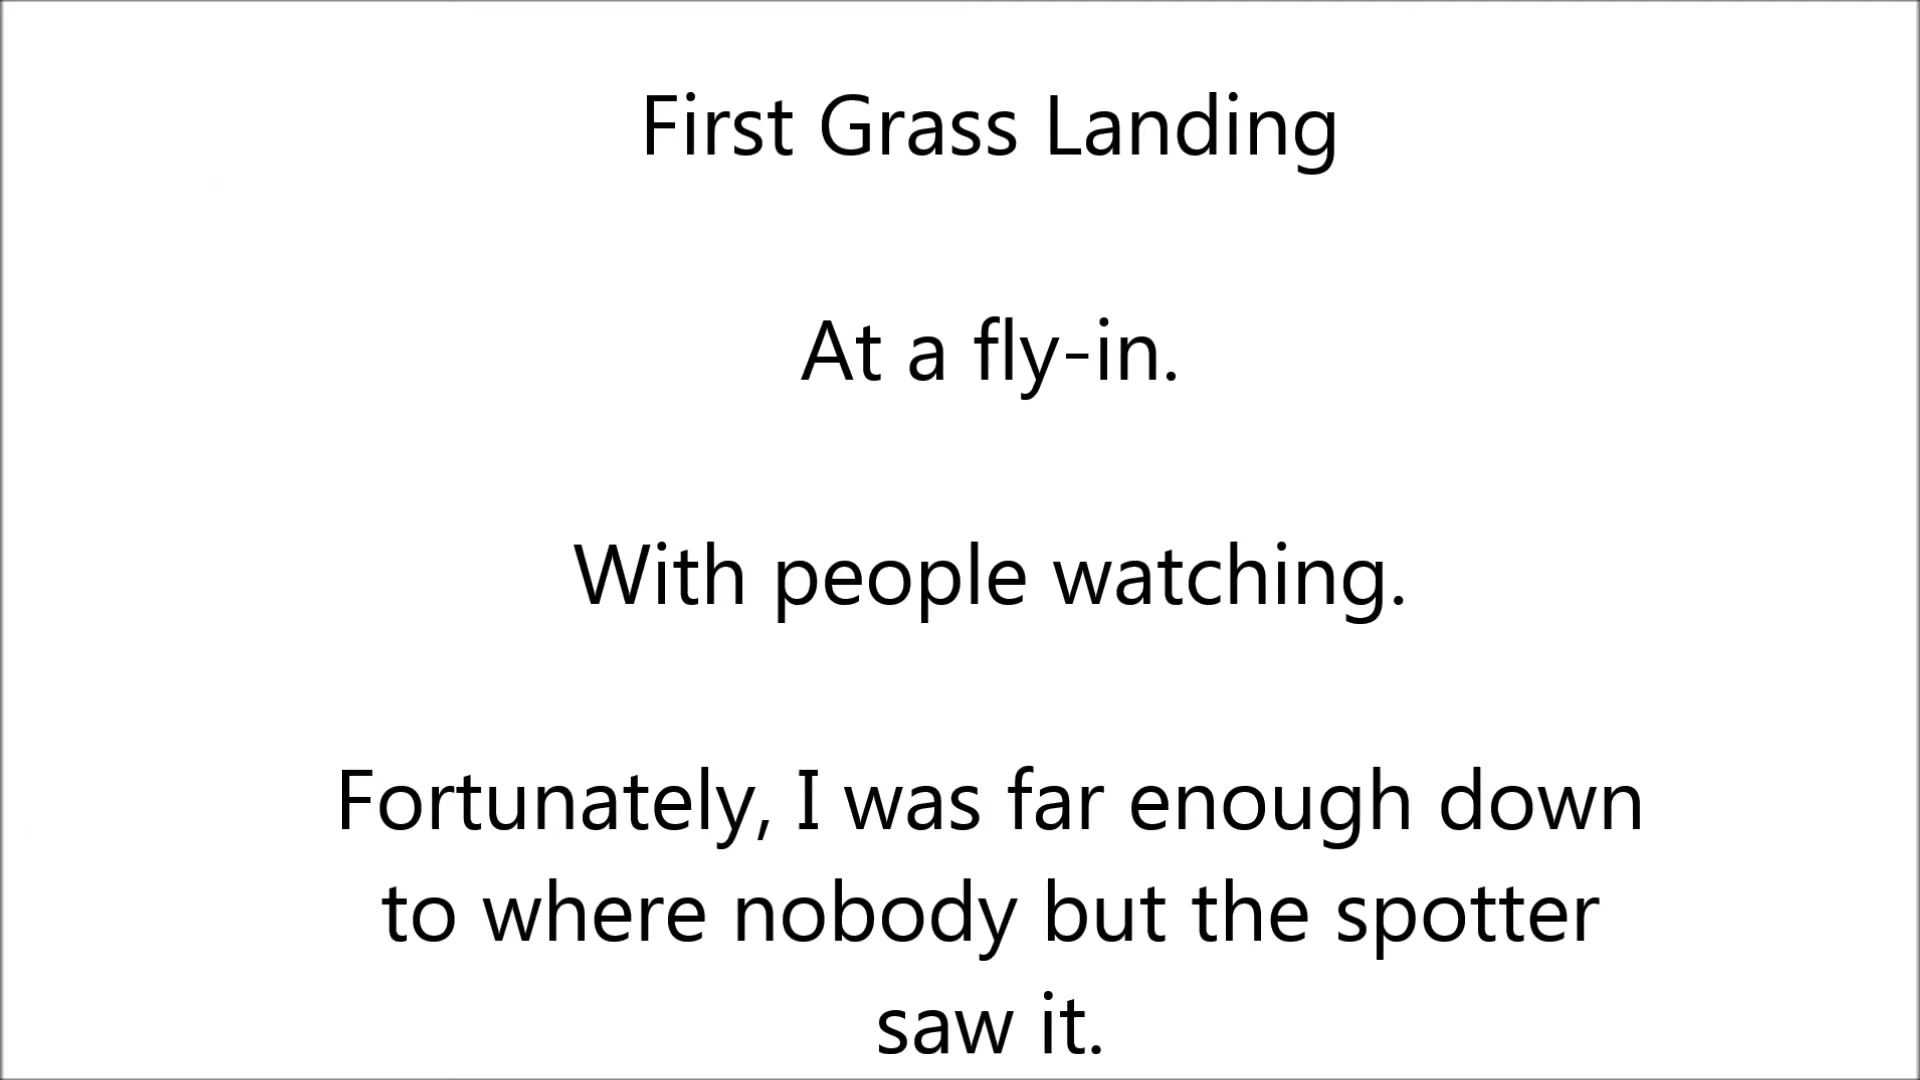 First Grass Landing
At a fly-in.
With people watching.
Fortunately, I was far enough down
to where nobody but the spotter
saw it.